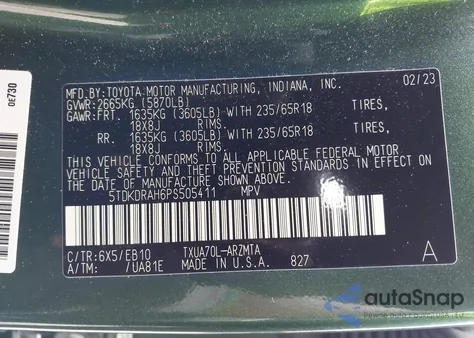 MFD.BY:TOYOTA MOTOR MANUFACTURING, INDIANA, INC. 02/23
GVWR:2665KG (5870LB)
GAWR:FRT. 1635KG (3605LB) WITH 235/65R18 TIRES,
18X8J RIMS.
RR. 1635KG (3605LB) WITH 235/65R18 TIRES,
18X8J RIMS.
THIS VEHICLE CONFORMS TO ALL APPLICABLE FEDERAL MOTOR
VEHICLE SAFETY AND THEFT PREVENTION STANDARDS IN EFFECT
ON THE DATE OF MANUFACTURE SHOWN ABOVE.
5TDKDRAH6PS505411 MPV
C/TR:6X5/EB10 TXUA70L-ARZMTA
A/TM: /UA81E MADE IN U.S.A. 827 A
0E730
autoSnap